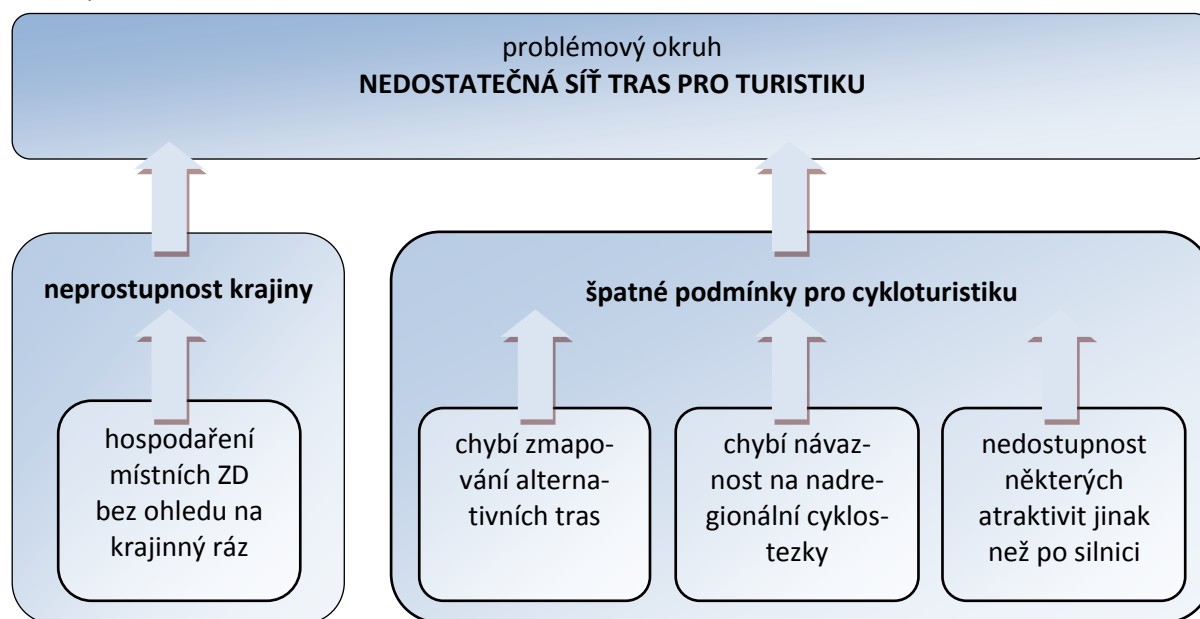 problémový okruh
NEDOSTATEČNÁ SÍŤ TRAS PRO TURISTIKU
neprostupnost krajiny
hospodaření
místních ZD
bez ohledu na
krajinný ráz
špatné podmínky pro cykloturistiku
chybí zmapo-
vání alterna-
tivních tras
chybí návaz-
nost na nadre-
gionální cyklos-
tezky
nedostupnost
některých
atraktivit jinak
než po silnici